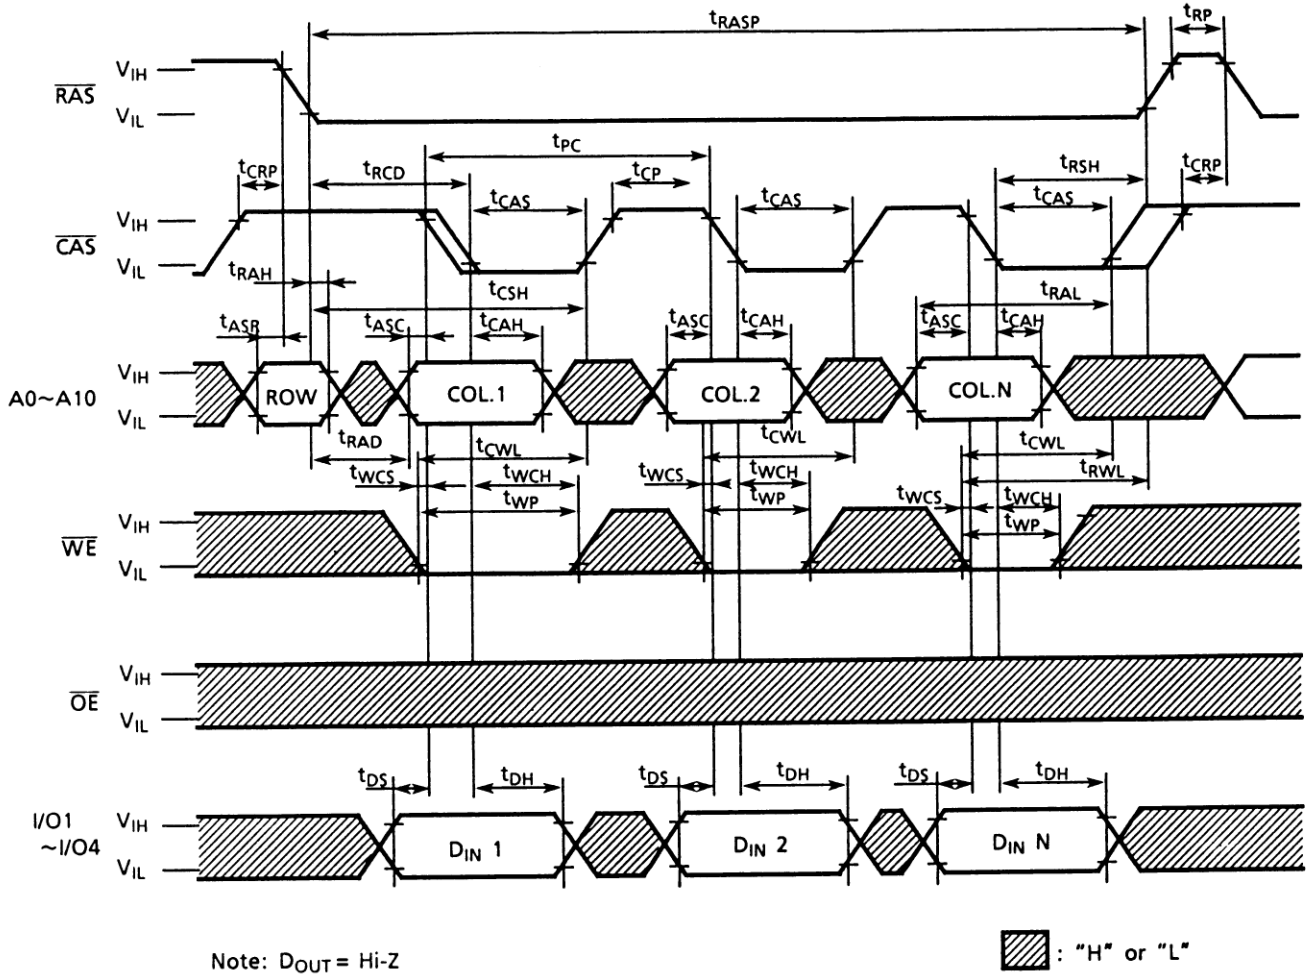 tRASP tRP
RAS VIH
VIL
tPC
tCRP tRCD tCP tRSH tCRP
tCAS tCAS tCAS
CAS VIH
VIL
tRAH tCSH tRAL
tASR tASC tCAH tASC tCAH tASC tCAH
A0~A10 VIH
VIL
ROW COL.1 COL.2 COL.N
tRAD tCWL tCWL tCWL
tWCS tWCH tWCS tWCH tRWL
tWP tWP tWCS tWCH
tWP
WE VIH
VIL
OE VIH
VIL
tDS tDH tDS tDH tDS tDH
I/O1
~I/O4
VIH
VIL
DIN 1 DIN 2 DIN N
Note: DOUT = Hi-Z
: "H" or "L"